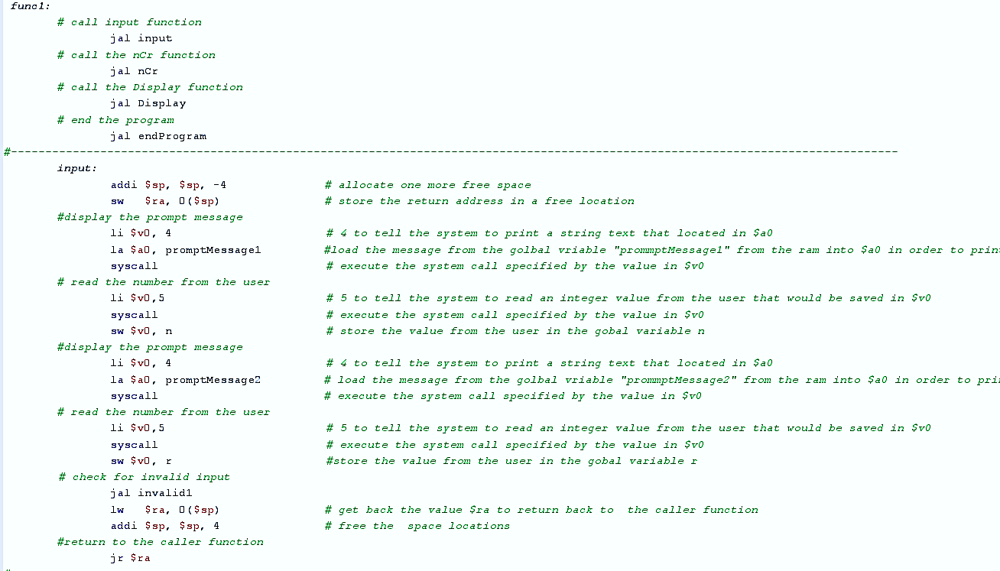 func1:
# call input function
jal input
# call the nCr function
jal nCr
# call the Display function
jal Display
# end the program
jal endProgram
#---------------------------------------------------------------------------------------------------------------------------------
input:
addi $sp, $sp, -4 # allocate one more free space
sw $ra, 0($sp) # store the return address in a free location
#display the prompt message
li $v0, 4 # 4 to tell the system to print a string text that located in $a0
la $a0, promptMessage1 #load the message from the golbal vriable "prommptMessage1" from the ram into $a0 in order to prin
syscall # execute the system call specified by the value in $v0
# read the number from the user
li $v0,5 # 5 to tell the system to read an integer value from the user that would be saved in $v0
syscall # execute the system call specified by the value in $v0
sw $v0, n # store the value from the user in the gobal variable n
#display the prompt message
li $v0, 4 # 4 to tell the system to print a string text that located in $a0
la $a0, promptMessage2 # load the message from the golbal vriable "prommptMessage2" from the ram into $a0 in order to pri
syscall # execute the system call specified by the value in $v0
# read the number from the user
li $v0,5 # 5 to tell the system to read an integer value from the user that would be saved in $v0
syscall # execute the system call specified by the value in $v0
sw $v0, r #store the value from the user in the gobal variable r
# check for invalid input
jal invalid1
lw $ra, 0($sp) # get back the value $ra to return back to the caller function
addi $sp, $sp, 4 # free the space locations
#return to the caller function
jr $ra